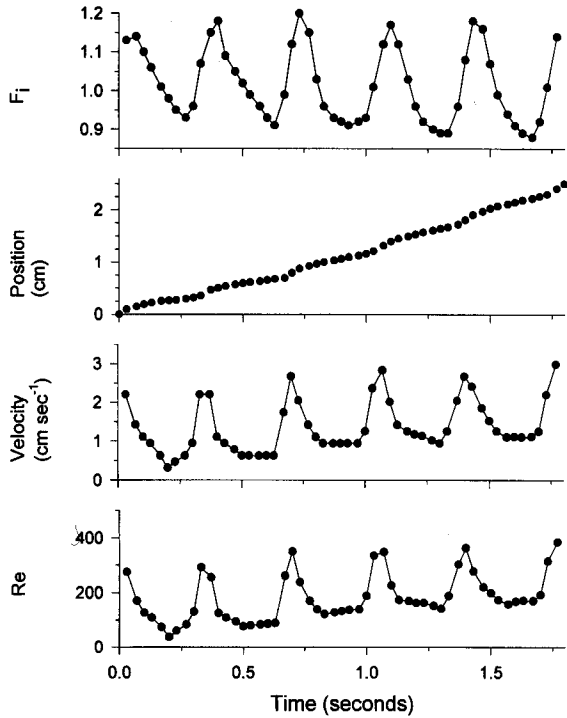 1.2
1.1
1.0
0.9
F_i
2
1
0
Position
(cm)
3
2
1
0
Velocity
(cm sec⁻¹)
400
200
0
Re
0.0 0.5 1.0 1.5
Time (seconds)